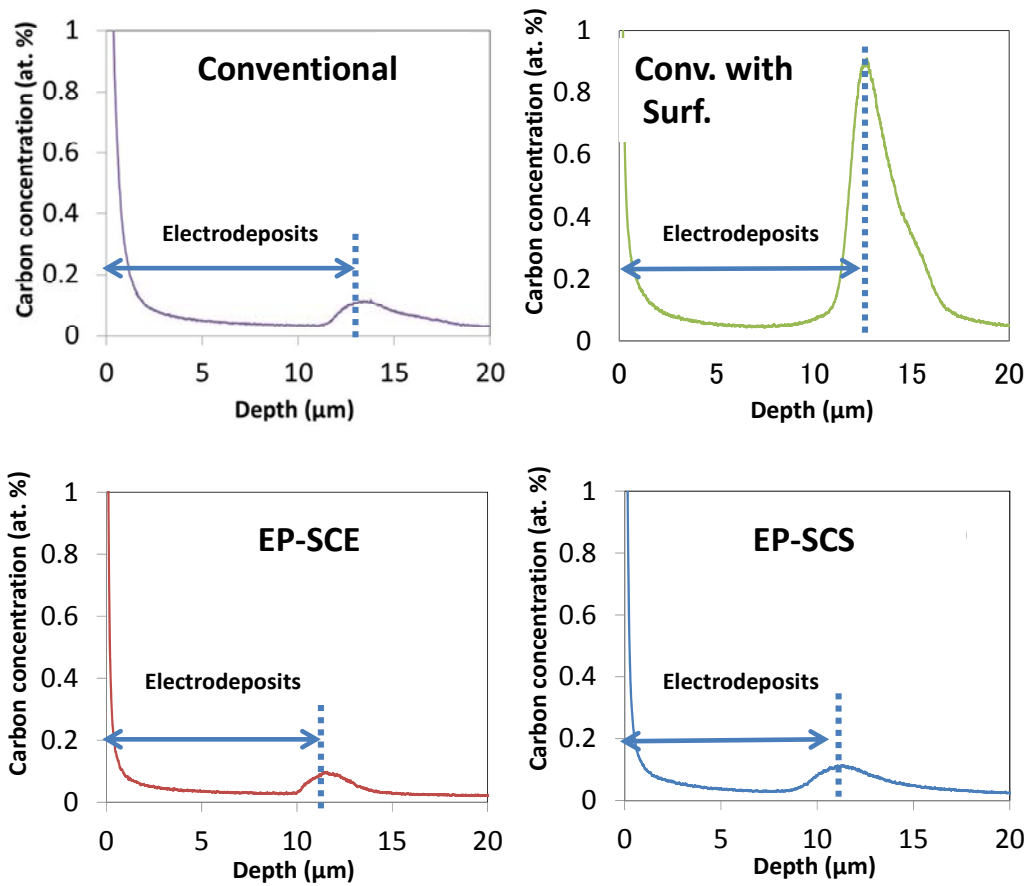 Carbon concentration (at. %)
1
0.8
0.6
0.4
0.2
0
Conventional
Electrodeposits
0
5
10
15
20
Depth (μm)
Carbon concentration (at. %)
1
0.8
0.6
0.4
0.2
0
Conv. with
Surf.
Electrodeposits
0
5
10
15
20
Depth (μm)
Carbon concentration (at. %)
1
0.8
0.6
0.4
0.2
0
EP-SCE
Electrodeposits
0
5
10
15
20
Depth (μm)
Carbon concentration (at. %)
1
0.8
0.6
0.4
0.2
0
EP-SCS
Electrodeposits
0
5
10
15
20
Depth (μm)